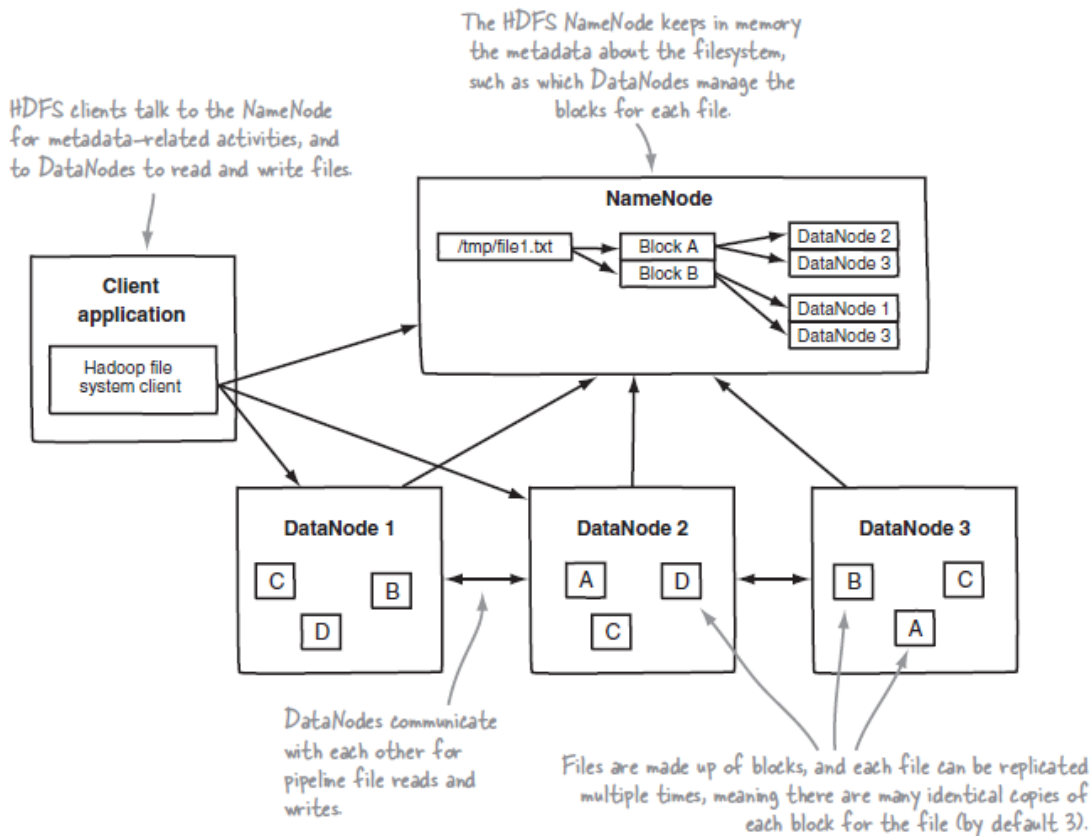 The HDFS NameNode keeps in memory
the metadata about the filesystem,
such as which DataNodes manage the
blocks for each file.
HDFS clients talk to the NameNode
for metadata-related activities, and
to DataNodes to read and write files.
NameNode
/tmp/file1.txt
Block A
Block B
DataNode 2
DataNode 3
DataNode 1
DataNode 3
Client
application
Hadoop file
system client
DataNode 1
C
B
D
DataNode 2
A
D
C
DataNode 3
B
C
A
DataNodes communicate
with each other for
pipeline file reads and
writes.
Files are made up of blocks, and each file can be replicated
multiple times, meaning there are many identical copies of
each block for the file (by default 3).